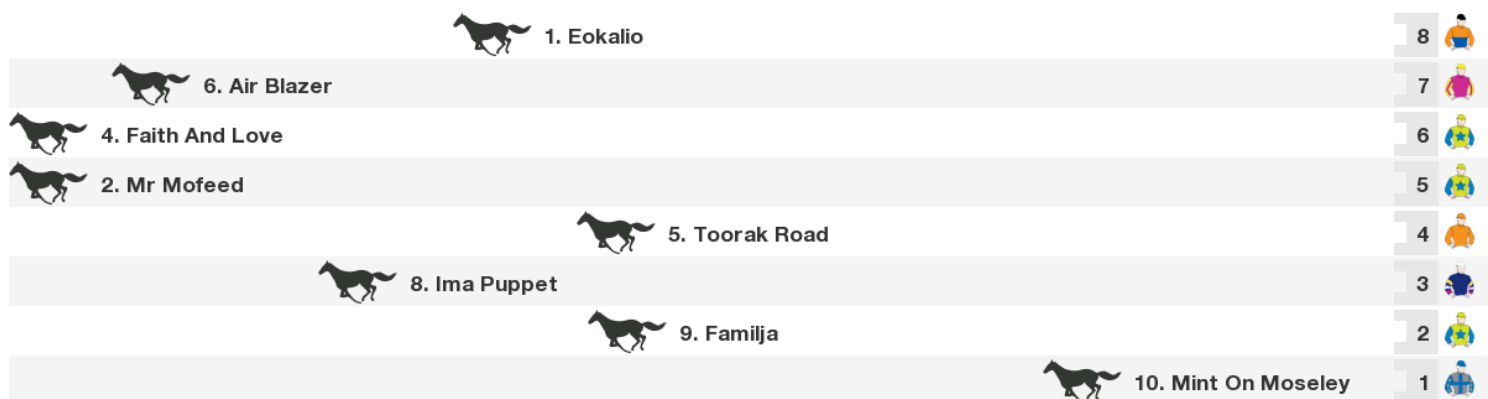 1. Eokalio 8
6. Air Blazer 7
4. Faith And Love 6
2. Mr Mofeed 5
5. Toorak Road 4
8. Ima Puppet 3
9. Familja 2
10. Mint On Moseley 1